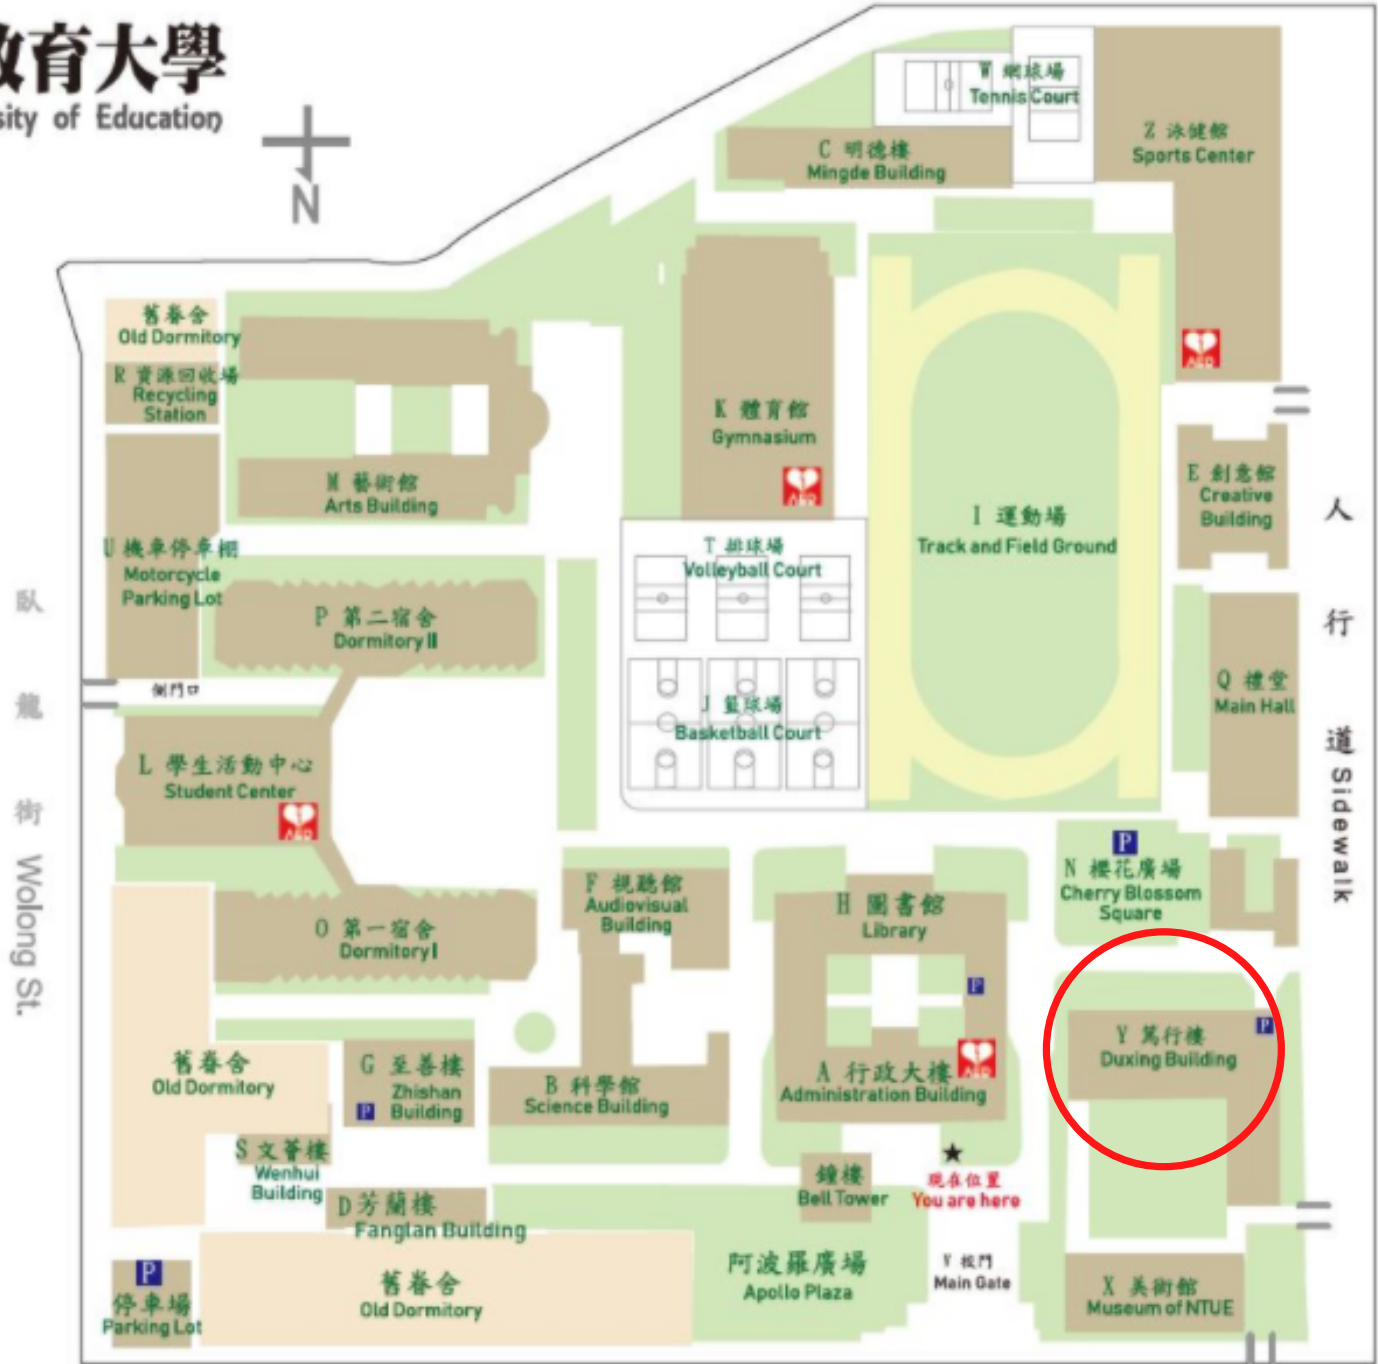 教育大學
sity of Education
N
W 網球場
Tennis Court
C 明德樓
Mingde Building
Z 泳健館
Sports Center
AED
舊眷舍
Old Dormitory
R 資源回收場
Recycling
Station
M 藝術館
Arts Building
K 體育館
Gymnasium
AED
I 運動場
Track and Field Ground
E 創意館
Creative
Building
U 機車停車棚
Motorcycle
Parking Lot
T 排球場
Volleyball Court
P 第二宿舍
Dormitory II
側門口
J 籃球場
Basketball Court
Q 禮堂
Main Hall
人行道 Sidewalk
臥龍街 Wolong St.
L 學生活動中心
Student Center
AED
P
N 櫻花廣場
Cherry Blossom
Square
F 視聽館
Audiovisual
Building
H 圖書館
Library
P
O 第一宿舍
Dormitory I
Y 篤行樓
Duxing Building
P
舊眷舍
Old Dormitory
G 至善樓
Zhishan
Building
P
B 科學館
Science Building
A 行政大樓
Administration Building
AED
S 文薈樓
Wenhui
Building
鐘樓
Bell Tower
現在位置
You are here
D 芳蘭樓
Fanglan Building
P
停車場
Parking Lot
舊眷舍
Old Dormitory
阿波羅廣場
Apollo Plaza
V 校門
Main Gate
X 美術館
Museum of NTUE